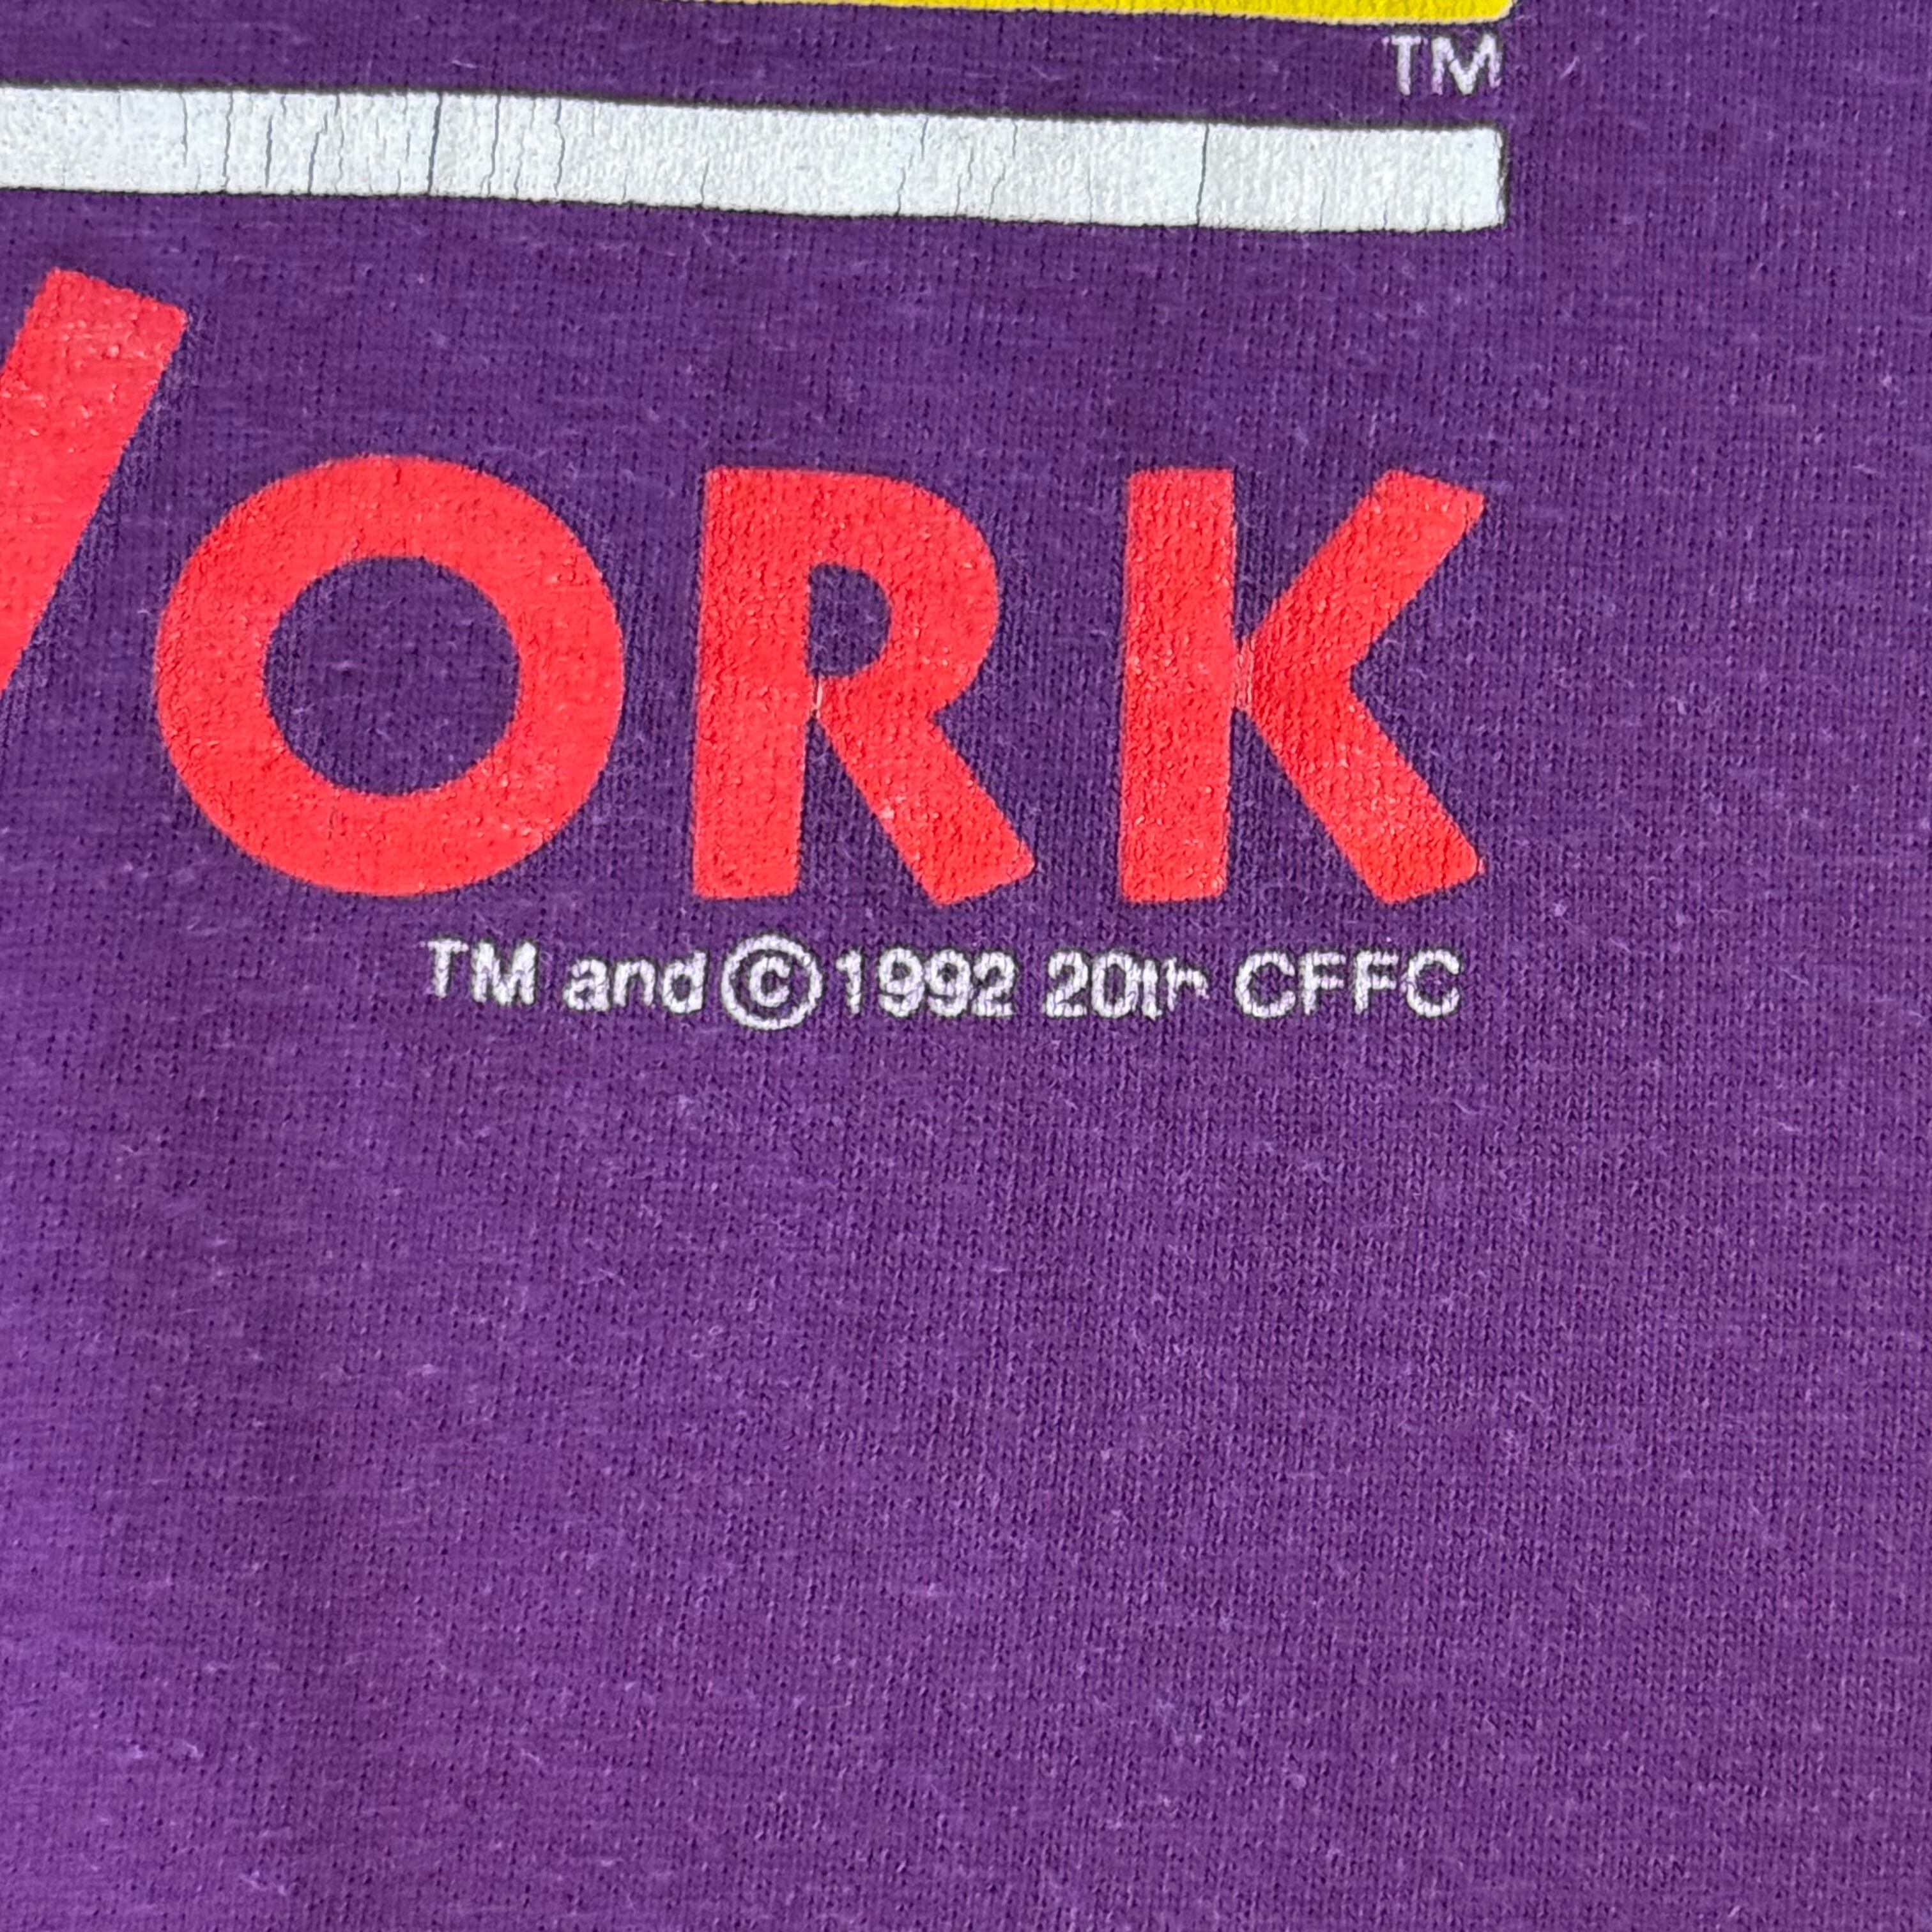 TM
ORK
TM and ©1992 20th CFFC